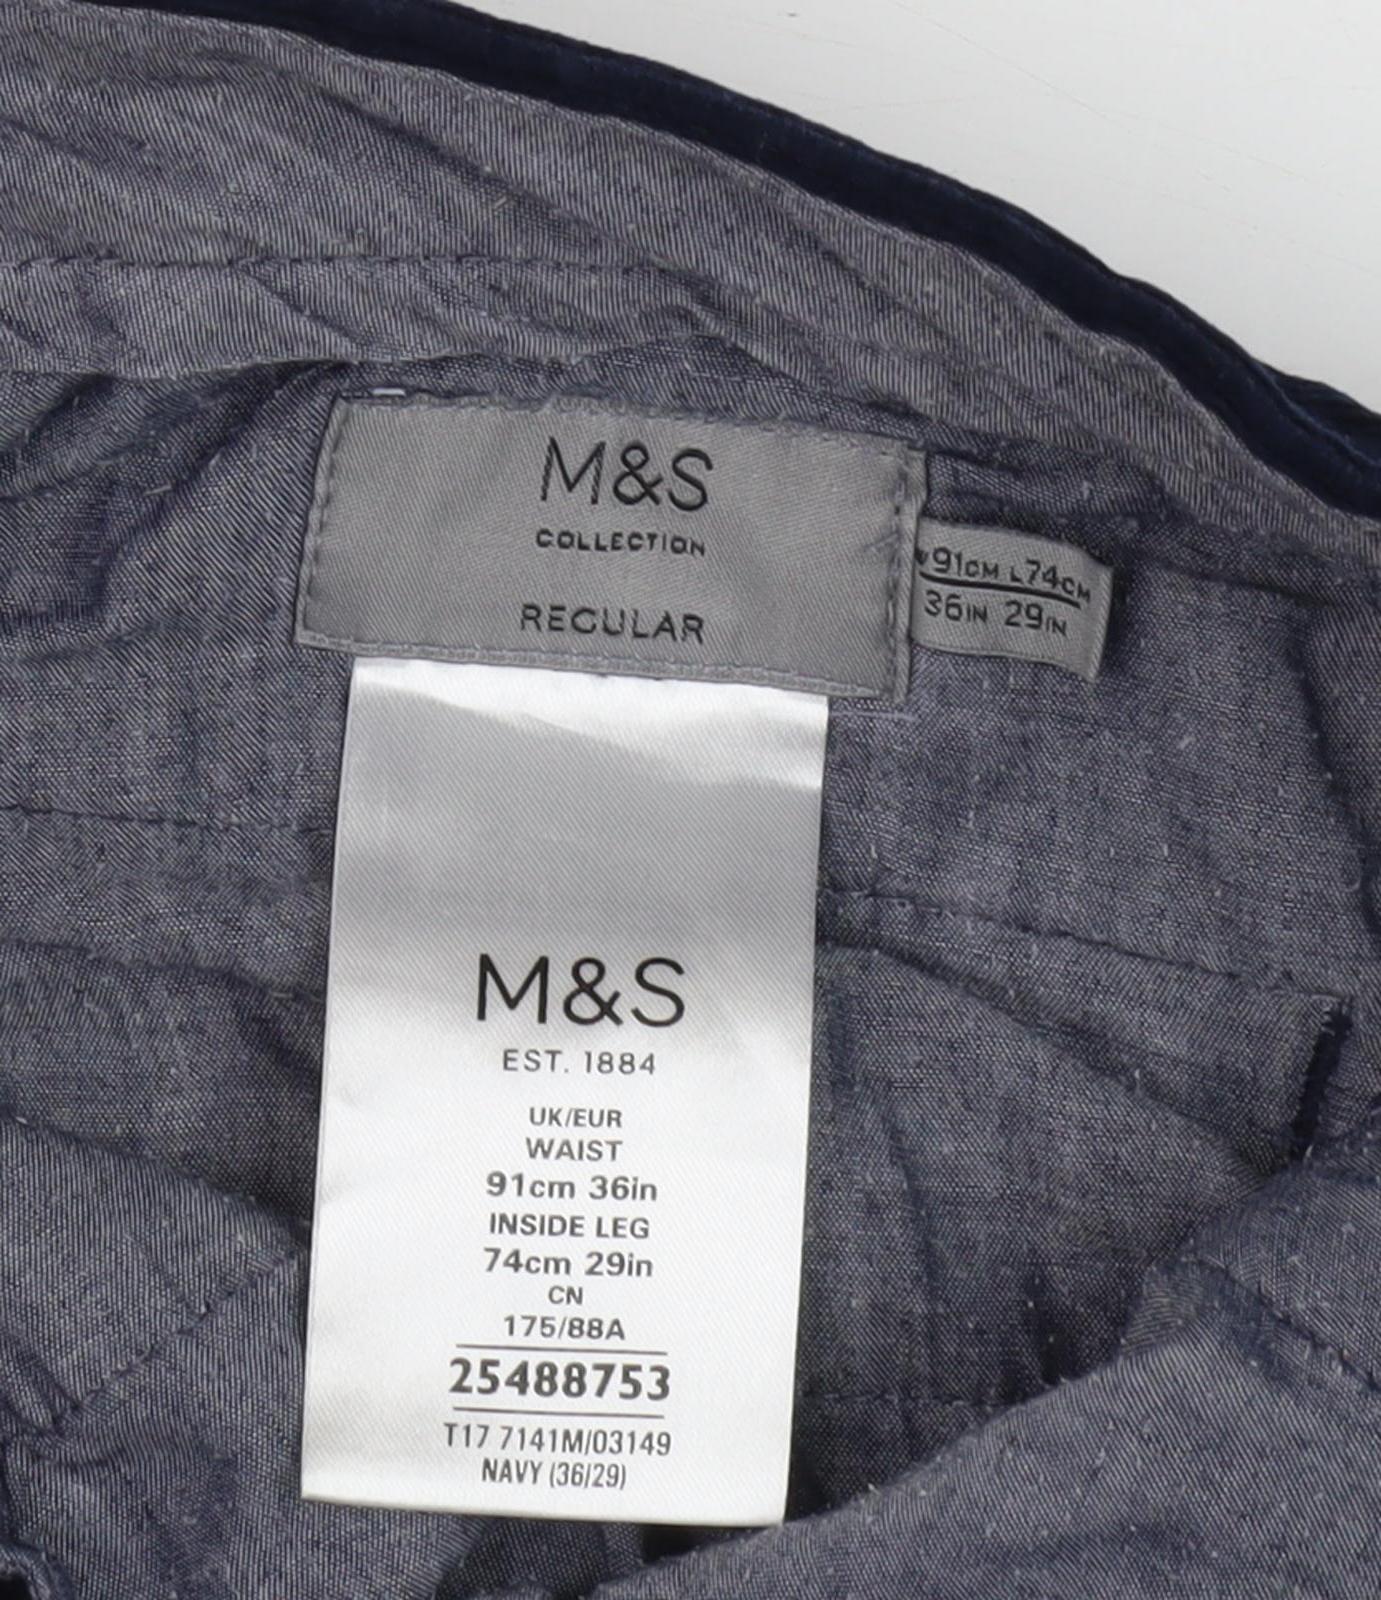 M&S
COLLECTION
REGULAR
W91CM L74CM
36IN 29IN
M&S
EST. 1884
UK/EUR
WAIST
91cm 36in
INSIDE LEG
74cm 29in
CN
175/88A
25488753
T17 7141M/03149
NAVY (36/29)